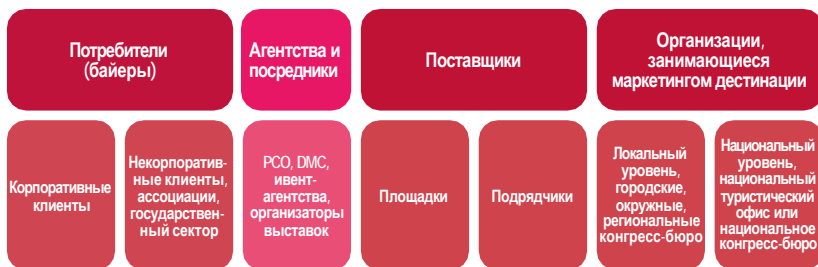 Потребители
(байеры)
Агентства и
посредники
Поставщики
Организации,
занимающиеся
маркетингом дестинации
Корпоративные
клиенты
Некорпоратив-
ные клиенты,
ассоциации,
государствен-
ный сектор
PCO, DMC,
ивент-
агентства,
организаторы
выставок
Площадки
Подрядчики
Локальный
уровень,
городские,
окружные,
региональные
конгресс-бюро
Национальный
уровень,
национальный
туристический
офис или
национальное
конгресс-бюро